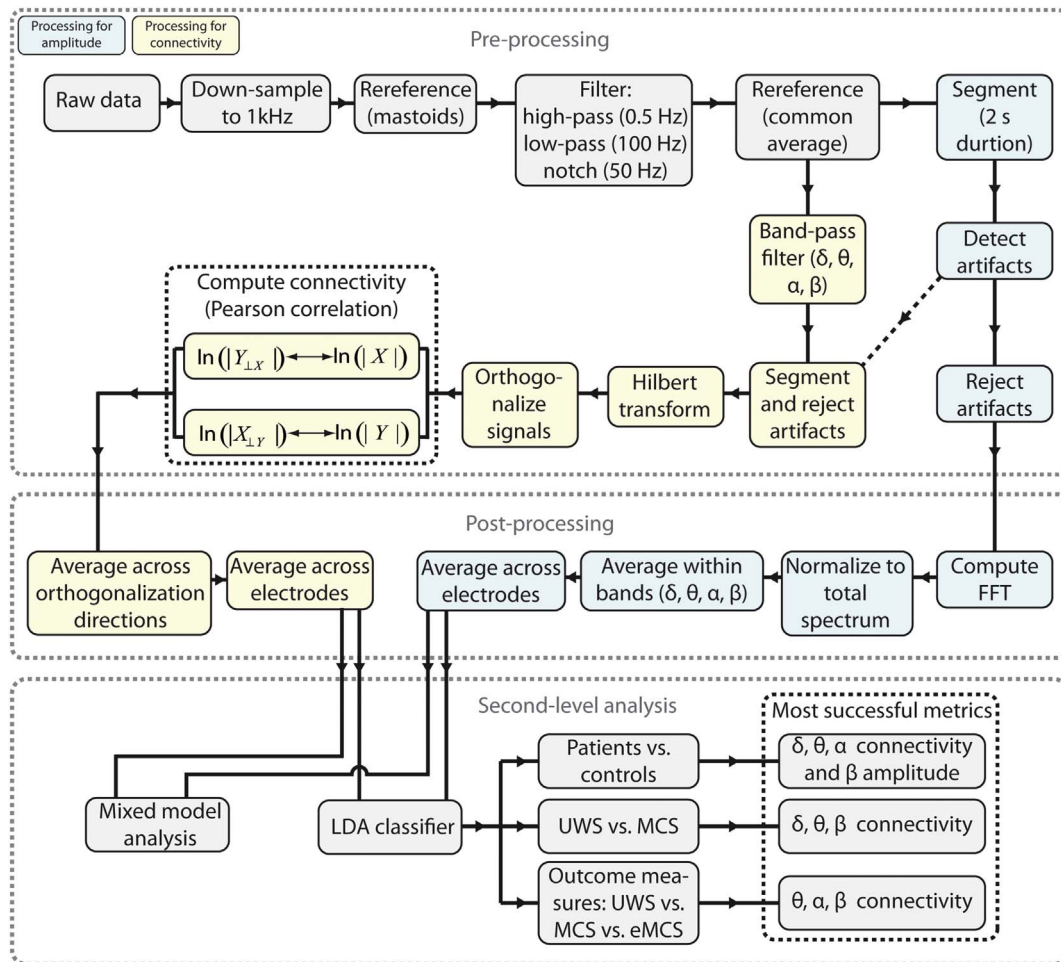 Processing for
amplitude
Processing for
connectivity
Pre-processing
Raw data
Down-sample
to 1kHz
Rereference
(mastoids)
Filter:
high-pass (0.5 Hz)
low-pass (100 Hz)
notch (50 Hz)
Rereference
(common
average)
Segment
(2 s
durtion)
Band-pass
filter (δ, θ,
α, β)
Detect
artifacts
Compute connectivity
(Pearson correlation)
ln(|Y⊥X|)↔ln(|X|)
ln(|X⊥Y|)↔ln(|Y|)
Orthogo-
nalize
signals
Hilbert
transform
Segment
and reject
artifacts
Reject
artifacts
Post-processing
Average across
orthogonalization
directions
Average across
electrodes
Average across
electrodes
Average within
bands (δ, θ, α, β)
Normalize to
total
spectrum
Compute
FFT
Second-level analysis
Most successful metrics
Patients vs.
controls
δ, θ, α connectivity
and β amplitude
Mixed model
analysis
LDA classifier
UWS vs. MCS
δ, θ, β connectivity
Outcome mea-
sures: UWS vs.
MCS vs. eMCS
θ, α, β connectivity